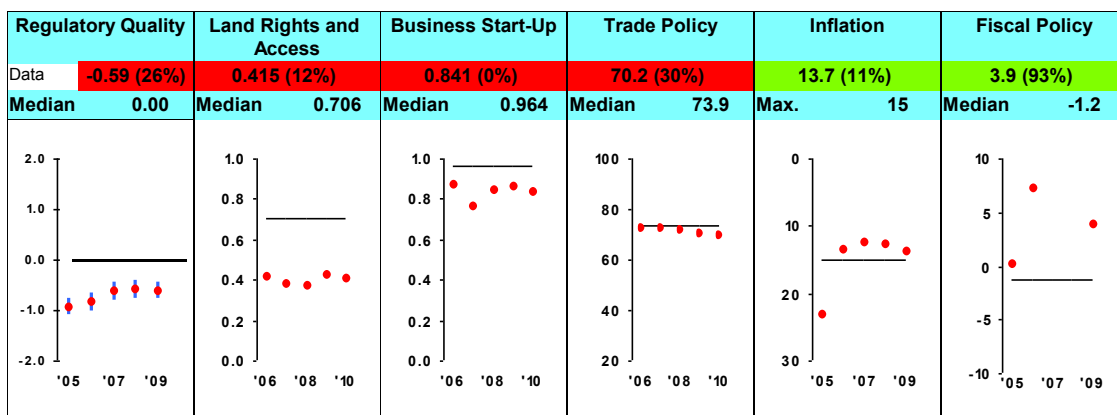 Regulatory Quality
Land Rights and
Access
Business Start-Up
Trade Policy
Inflation
Fiscal Policy
Data -0.59 (26%)
0.415 (12%)
0.841 (0%)
70.2 (30%)
13.7 (11%)
3.9 (93%)
Median 0.00
Median 0.706
Median 0.964
Median 73.9
Max. 15
Median -1.2
2.0
1.0
0.0
-1.0
-2.0
'05 '07 '09
1.0
0.8
0.6
0.4
0.2
0.0
'06 '08 '10
1.0
0.8
0.6
0.4
0.2
0.0
'06 '08 '10
100
80
60
40
20
'06 '08 '10
0
10
20
30
'05 '07 '09
10
5
0
-5
-10
'05 '07 '09